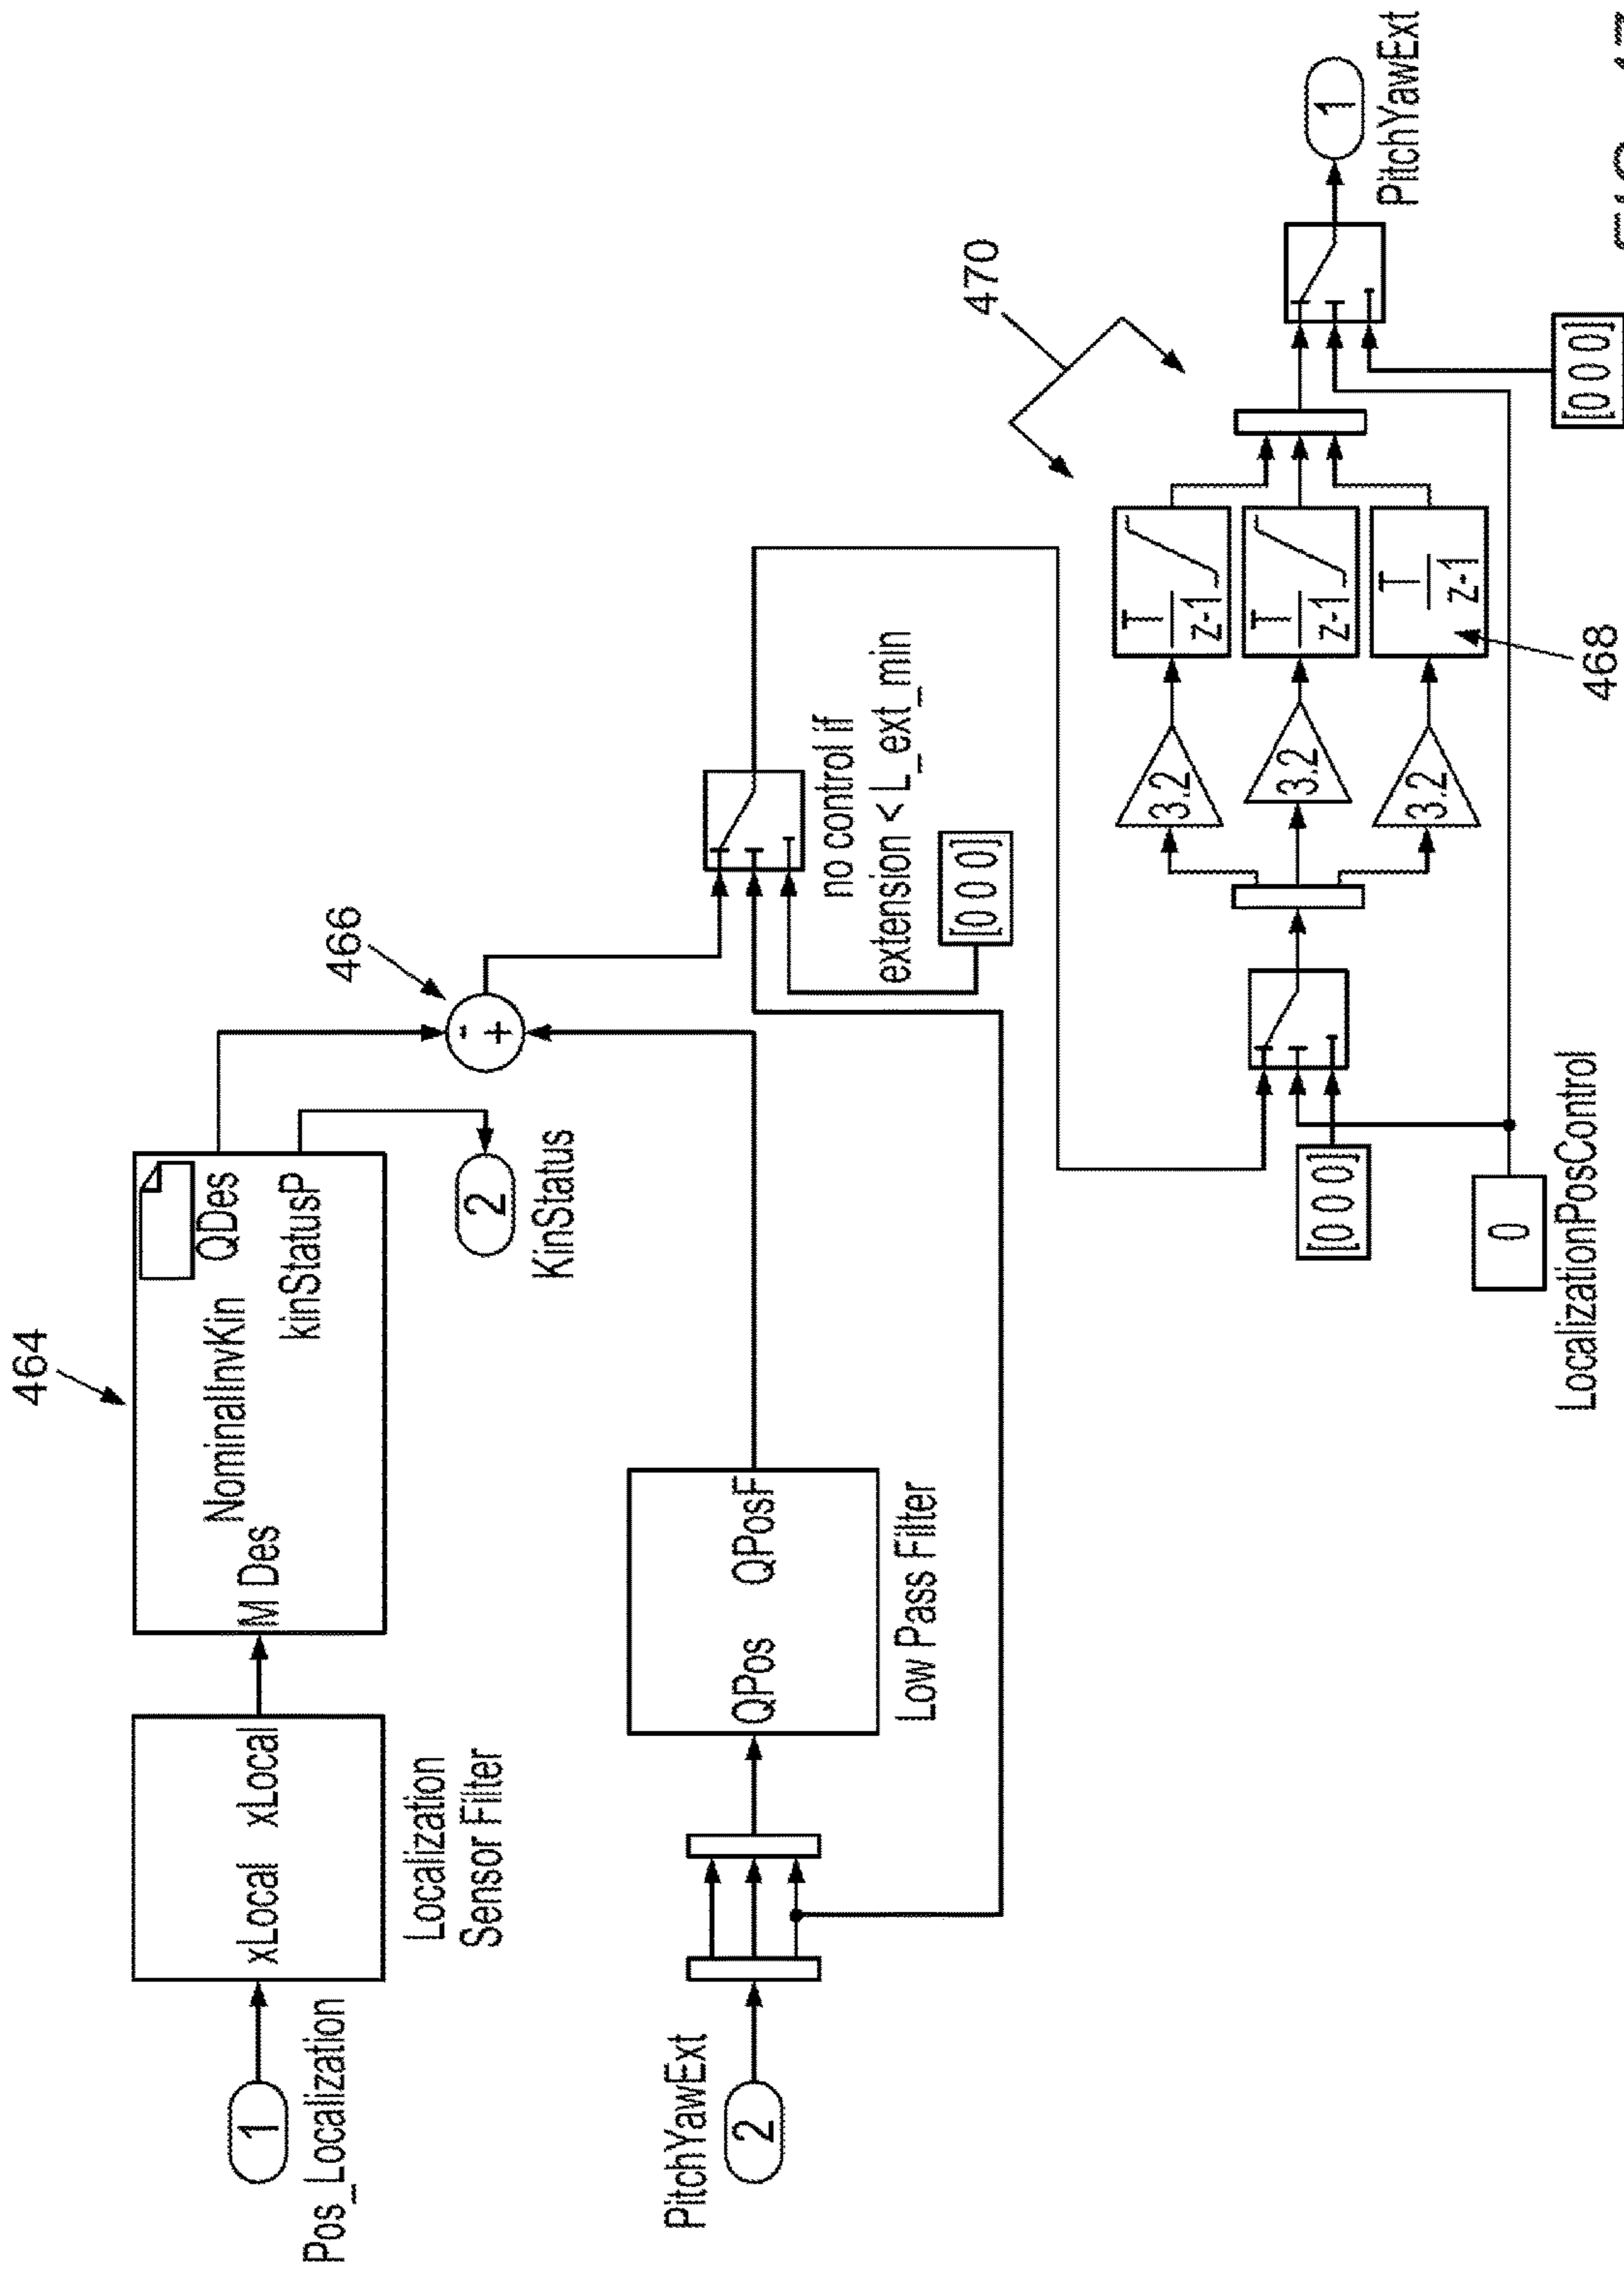 464
1
Pos_Localization
xLocal xLocal
Localization
Sensor Filter
M Des
NominalInvKin
QDes
kinStatusP
2
KinStatus
466
PitchYawExt
2
QPos QPosF
Low Pass Filter
no control if
extension < L_ext_min
[0 0 0]
[0 0 0]
0
LocalizationPosControl
3.2
3.2
3.2
T
z-1
T
z-1
T
z-1
468
470
[0 0 0]
1
PitchYawExt